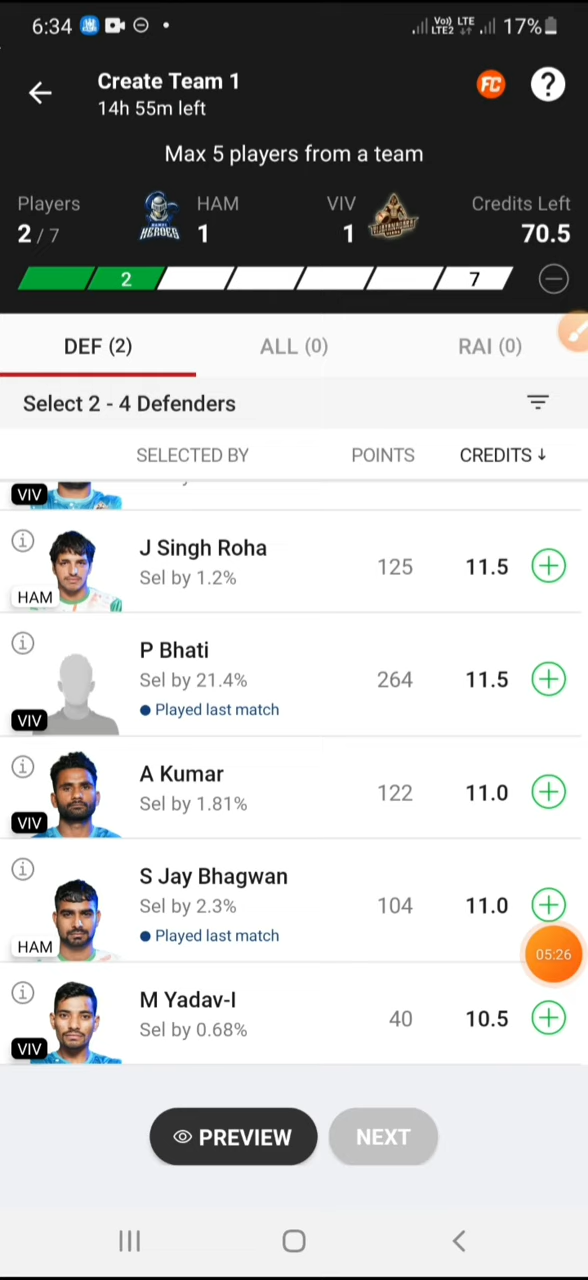 6:34 Vo)) LTE LTE2 17%
Create Team 1
14h 55m left
FC ?
Max 5 players from a team
Players HAM VIV Credits Left
2 / 7 HEROES 1 1 70.5
2 7
DEF (2) ALL (0) RAI (0)
Select 2 - 4 Defenders
SELECTED BY POINTS CREDITS ↓
VIV
J Singh Roha
Sel by 1.2%
125 11.5
HAM
P Bhati
Sel by 21.4%
264 11.5
Played last match
VIV
A Kumar
Sel by 1.81%
122 11.0
VIV
S Jay Bhagwan
Sel by 2.3%
104 11.0
Played last match
HAM
05:26
M Yadav-I
Sel by 0.68%
40 10.5
VIV
PREVIEW NEXT